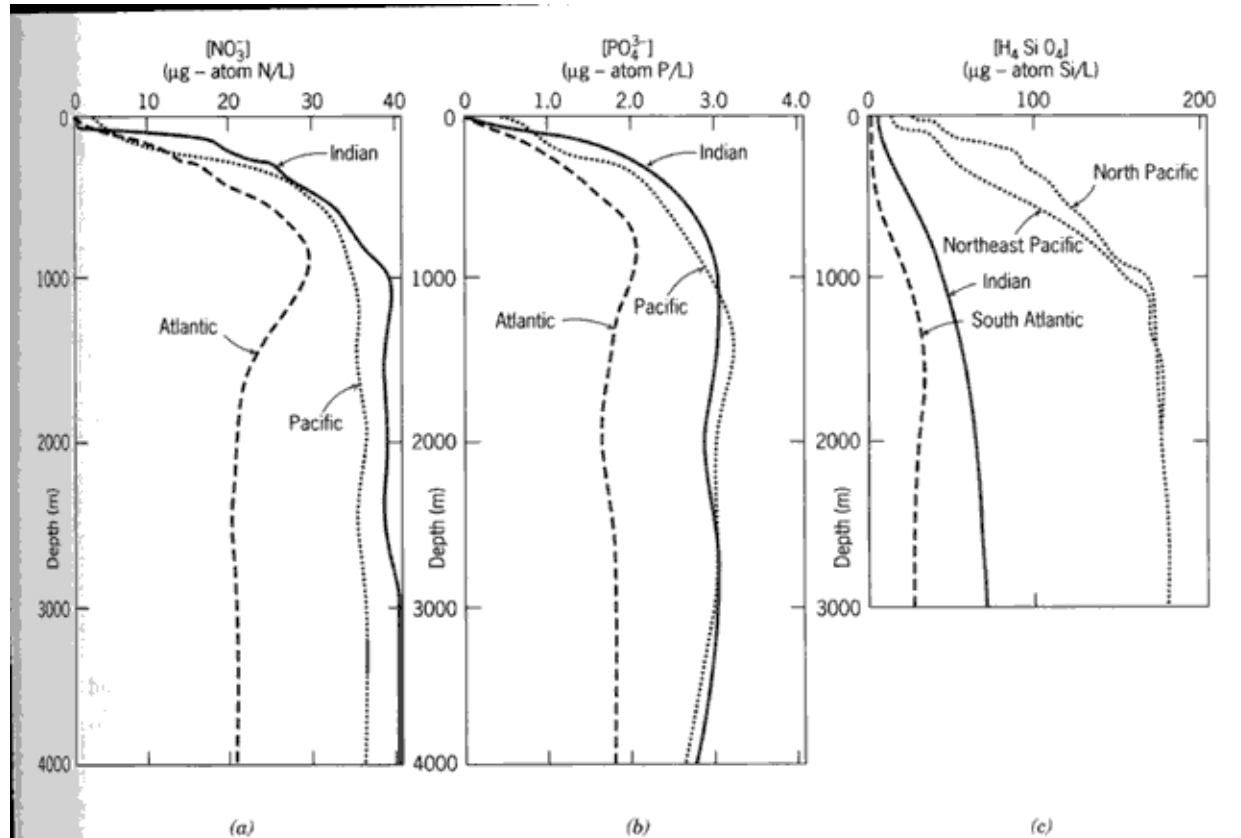 [NO₃⁻]
(μg – atom N/L)
0 10 20 30 40
0
1000
2000
3000
4000
Depth (m)
Indian
Atlantic
Pacific
(a)
[PO₄³⁻]
(μg – atom P/L)
0 1.0 2.0 3.0 4.0
0
1000
2000
3000
4000
Depth (m)
Indian
Pacific
Atlantic
(b)
[H₄ Si O₄]
(μg – atom Si/L)
0 100 200
0
1000
2000
3000
Depth (m)
North Pacific
Northeast Pacific
Indian
South Atlantic
(c)